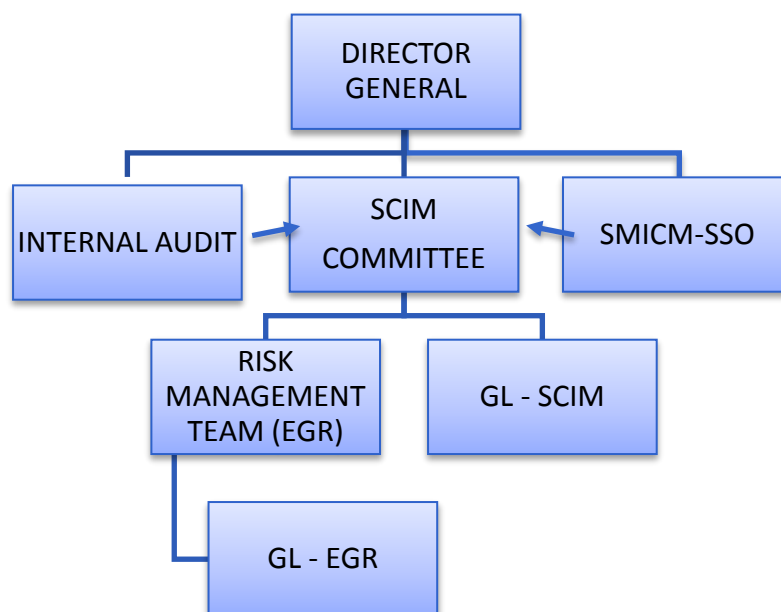 DIRECTOR
GENERAL
INTERNAL AUDIT
SCIM
COMMITTEE
SMICM-SSO
RISK
MANAGEMENT
TEAM (EGR)
GL - SCIM
GL - EGR